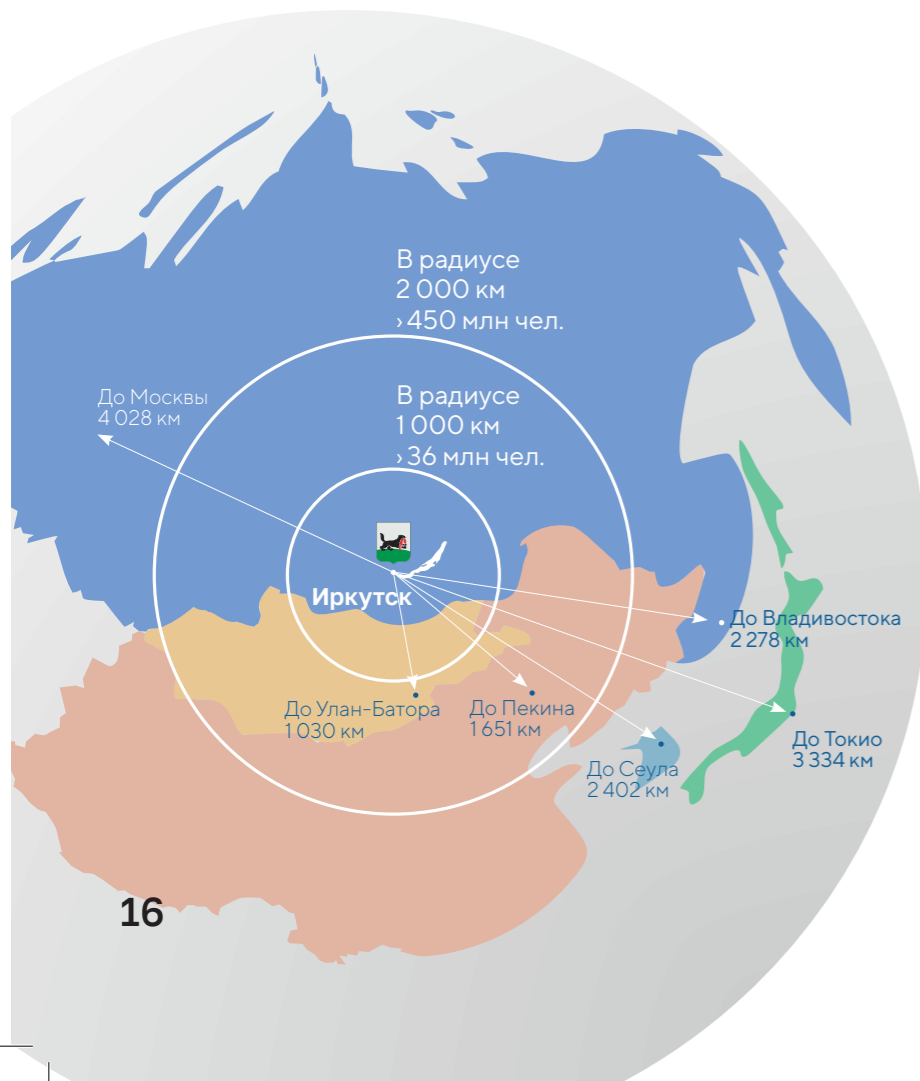 В радиусе
2 000 км
›450 млн чел.
До Москвы
4 028 км
В радиусе
1 000 км
›36 млн чел.
Иркутск
До Владивостока
2 278 км
До Улан-Батора
1 030 км
До Пекина
1 651 км
До Токио
3 334 км
До Сеула
2 402 км
16